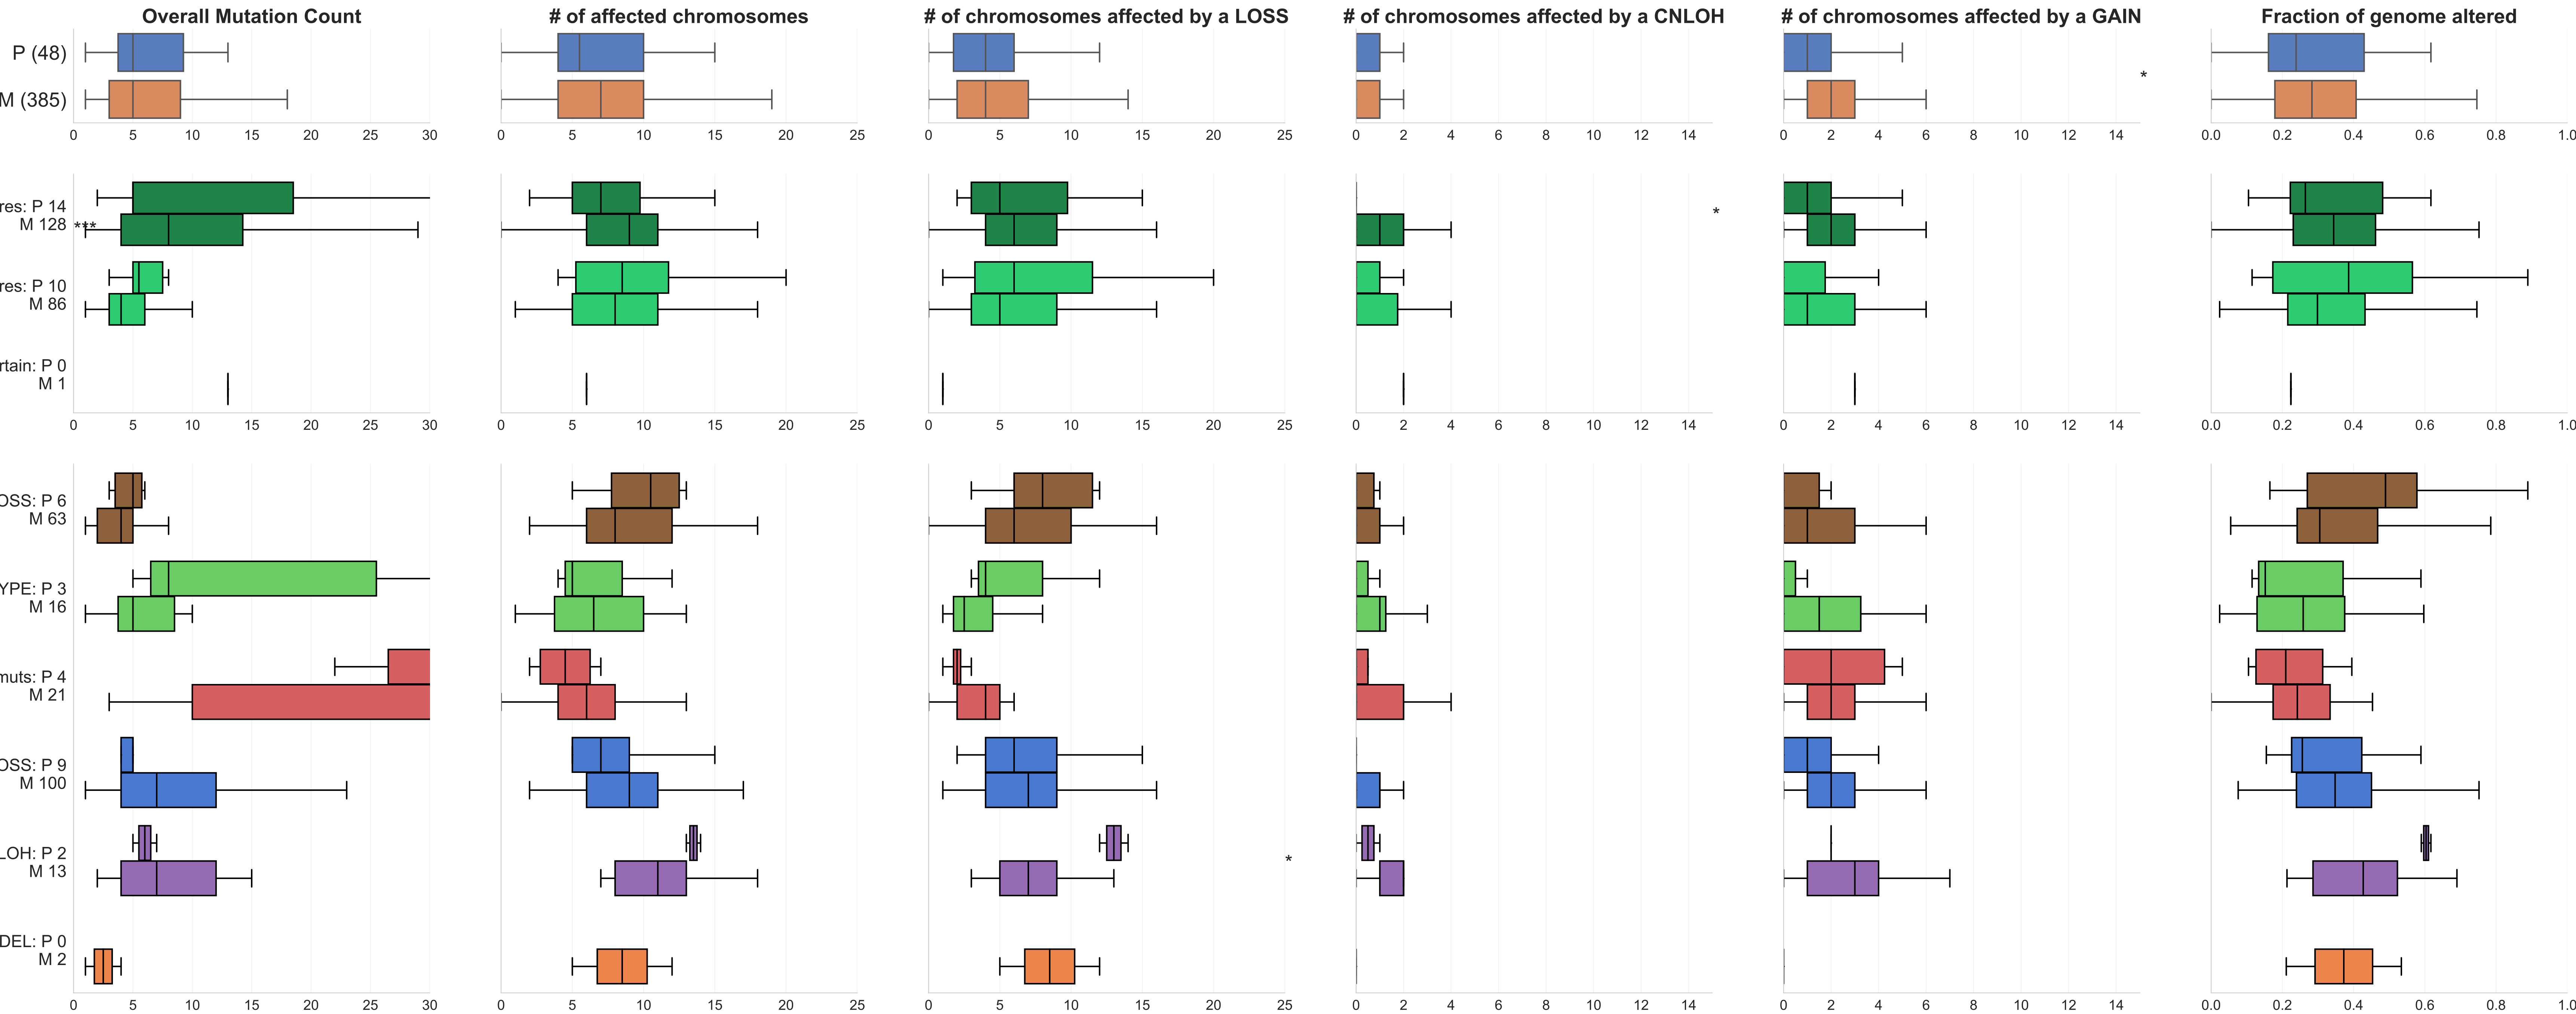 Overall Mutation Count # of affected chromosomes # of chromosomes affected by a LOSS # of chromosomes affected by a CNLOH # of chromosomes affected by a GAIN Fraction of genome altered
P (48)
*
M (385)
0 5 10 15 20 25 30 5 10 15 20 25 0 5 10 15 20 25 0 2 4 6 8 10 12 14 2 4 6 8 10 12 14 0.0 0.2 0.4 0.6 0.8 1.0
res: P 14
*
M 128 ***
res: P 10
M 86
rtain: P 0
M 1
0 5 10 15 20 25 5 10 15 20 25 0 5 10 15 20 0 2 4 6 8 10 12 14 0 2 4 6 8 10 12 14 0.0 0.2 0.4 0.6 0.8 1.0
OSS: P 6
M 63
YPE: P 3
M 16
muts: P 4
M 21
OSS: P 9
M 100
LOH: P 2
*
M 13
DEL: P 0
M 2
0 5 10 15 20 25 30 0 5 10 15 20 25 0 5 10 15 20 25 0 2 4 6 8 10 12 14 0 2 4 6 8 10 12 14 0.0 0.2 0.4 0.6 0.8 1.0